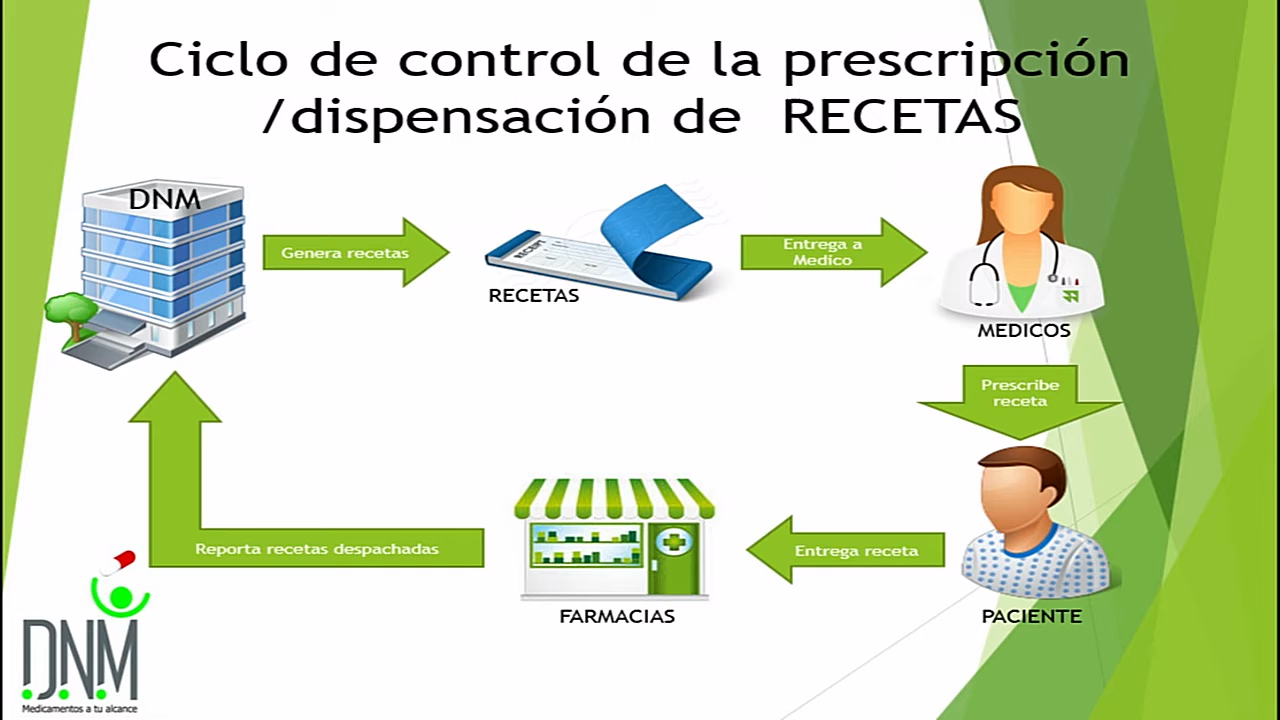 Ciclo de control de la prescripción
/dispensación de RECETAS
DNM
Genera recetas
RECEIPT
RECETAS
Entrega a
Medico
MEDICOS
Prescribe
receta
PACIENTE
Entrega receta
FARMACIAS
Reporta recetas despachadas
DNM
Medicamentos a tu alcance